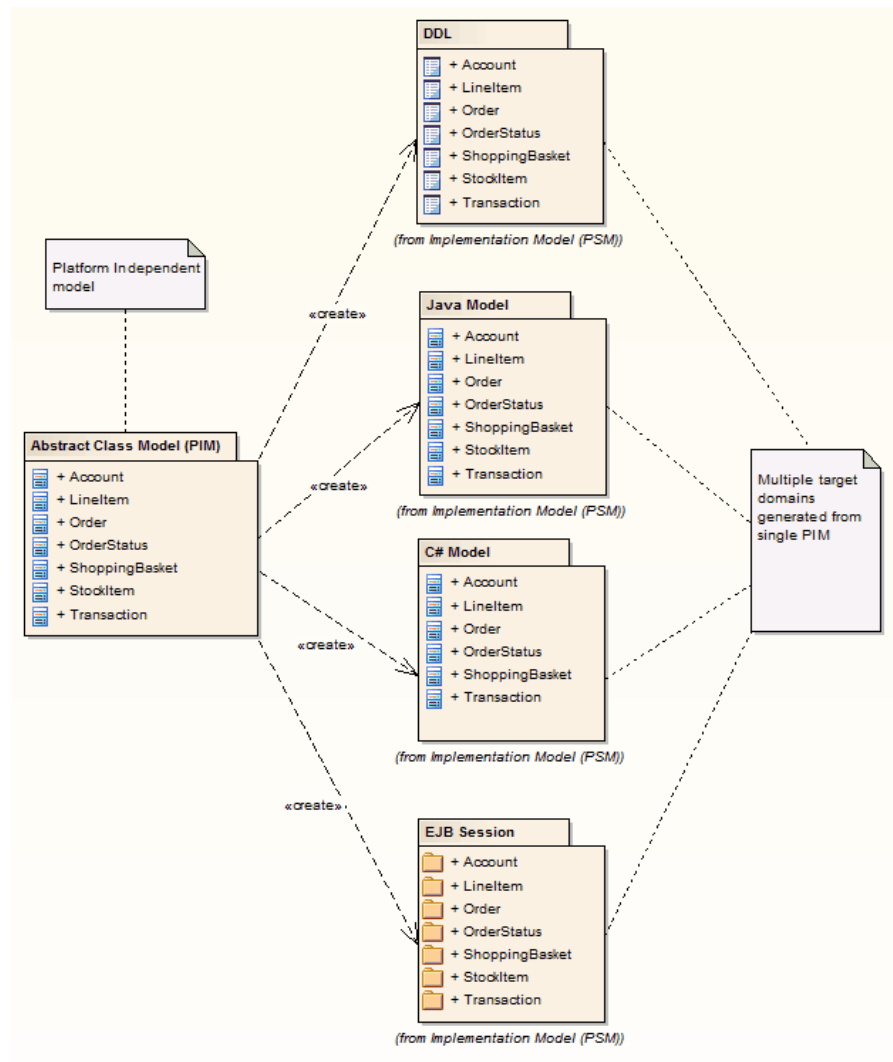 DDL
+ Account
+ LineItem
+ Order
+ OrderStatus
+ ShoppingBasket
+ StockItem
+ Transaction
(from Implementation Model (PSM))
Platform Independent
model
«create»
Java Model
+ Account
+ LineItem
+ Order
+ OrderStatus
+ ShoppingBasket
+ StockItem
+ Transaction
(from Implementation Model (PSM))
«create»
Abstract Class Model (PIM)
+ Account
+ LineItem
+ Order
+ OrderStatus
+ ShoppingBasket
+ StockItem
+ Transaction
Multiple target
domains
generated from
single PIM
C# Model
+ Account
+ LineItem
+ Order
+ OrderStatus
+ ShoppingBasket
+ Transaction
(from Implementation Model (PSM))
«create»
«create»
EJB Session
+ Account
+ LineItem
+ Order
+ OrderStatus
+ ShoppingBasket
+ StockItem
+ Transaction
(from Implementation Model (PSM))